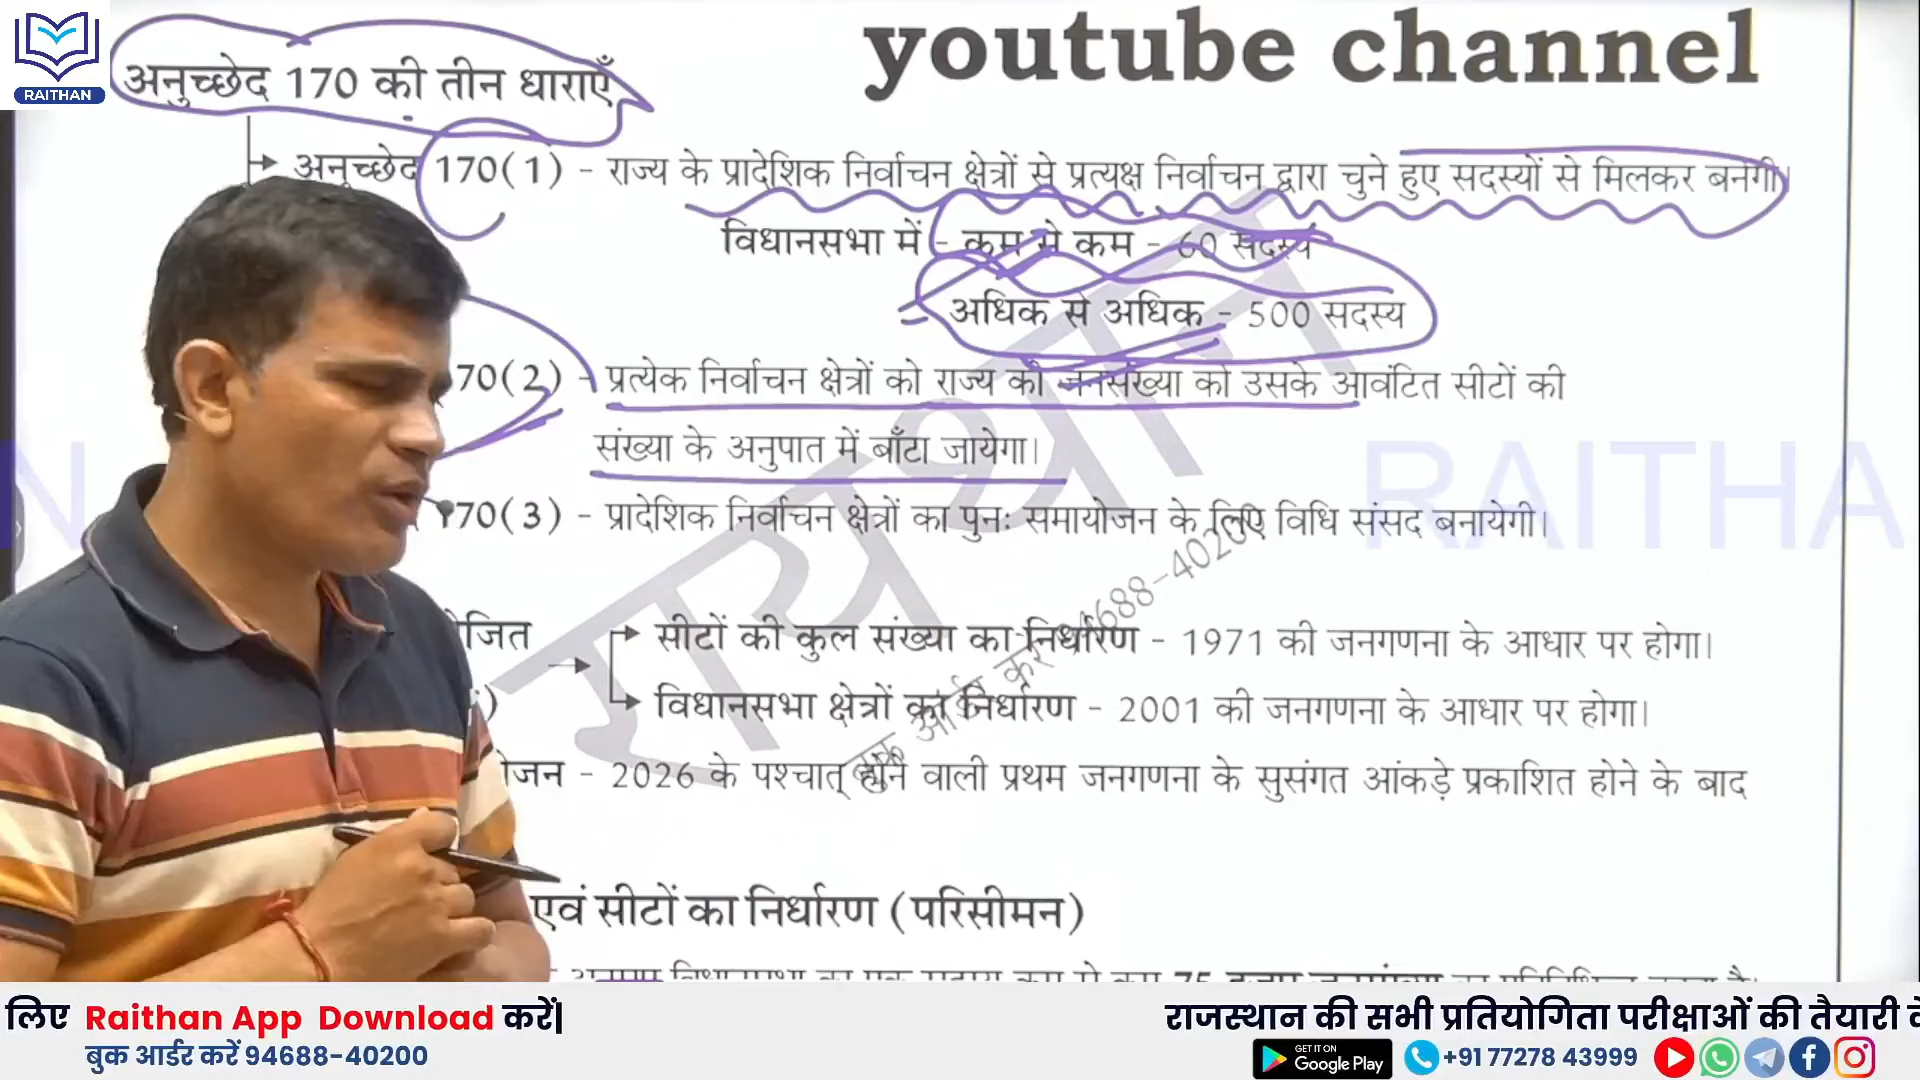 RAITHAN
youtube channel
अनुच्छेद 170 की तीन धाराएँ
अनुच्छेद 170(1) - राज्य के प्रादेशिक निर्वाचन क्षेत्रों से प्रत्यक्ष निर्वाचन द्वारा चुने हुए सदस्यों से मिलकर बनेगी।
विधानसभा में - कम से कम - 60 सदस्य
अधिक से अधिक - 500 सदस्य
70(2) - प्रत्येक निर्वाचन क्षेत्रों को राज्य की जनसंख्या को उसके आवंटित सीटों की
संख्या के अनुपात में बाँटा जायेगा।
170(3) - प्रादेशिक निर्वाचन क्षेत्रों का पुनः समायोजन के लिए विधि संसद बनायेगी।
सीटों की कुल संख्या का निर्धारण - 1971 की जनगणना के आधार पर होगा।
विधानसभा क्षेत्रों का निर्धारण - 2001 की जनगणना के आधार पर होगा।
- 2026 के पश्चात् होने वाली प्रथम जनगणना के सुसंगत आंकड़े प्रकाशित होने के बाद
एवं सीटों का निर्धारण (परिसीमन)
रायथान
RAITHA
लिए Raithan App Download करें|
राजस्थान की सभी प्रतियोगिता परीक्षाओं की तैयारी के
बुक आर्डर करें 94688-40200
GET IT ON
Google Play
+91 77278 43999